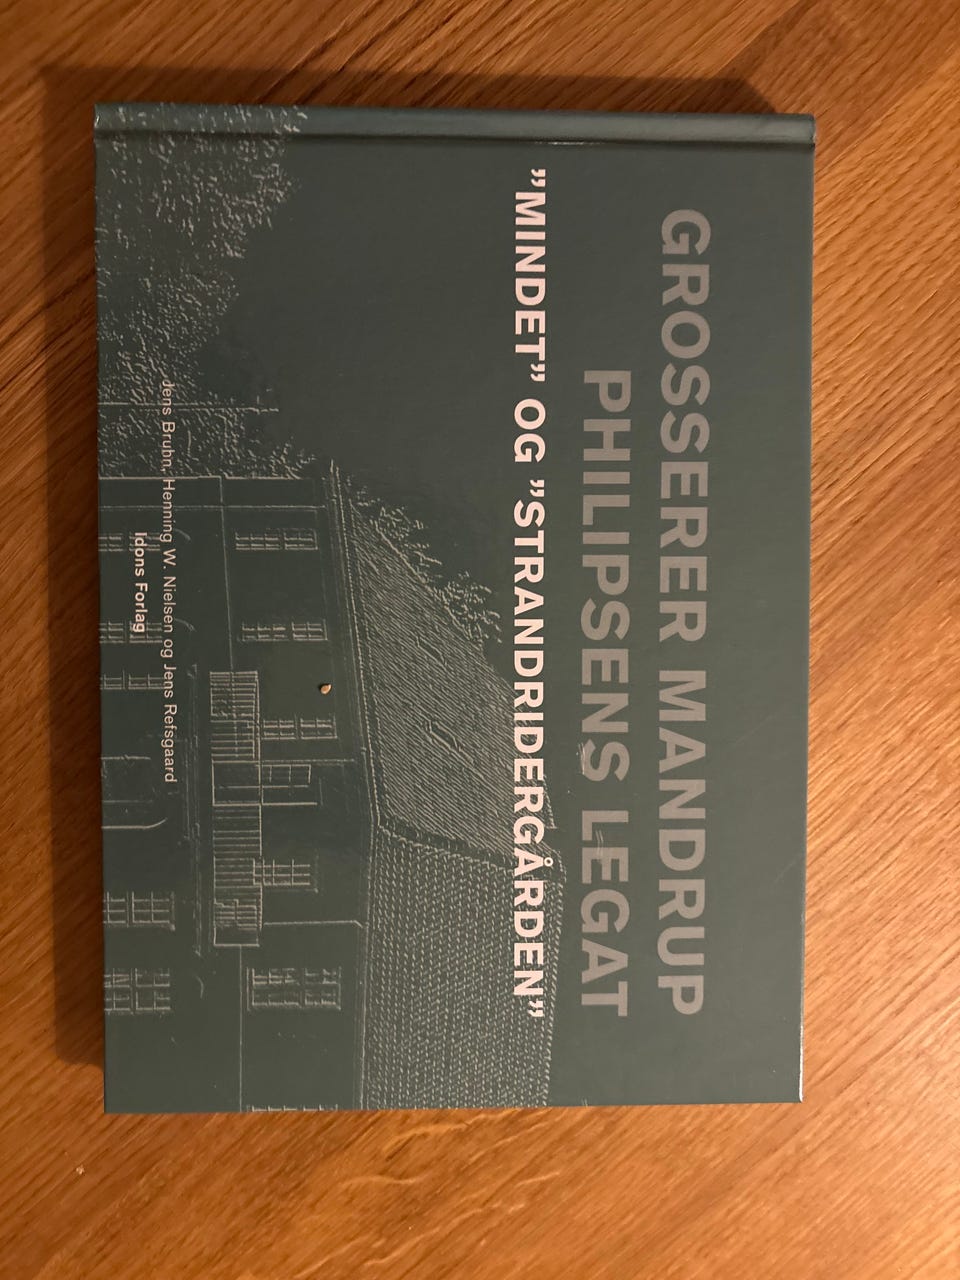 GROSSERER MANDRUP
PHILIPSENS LEGAT
”MINDET” OG ”STRANDRIDERGÅRDEN”
Jens Bruhn, Henning W. Nielsen og Jens Refsgaard
Idons Forlag